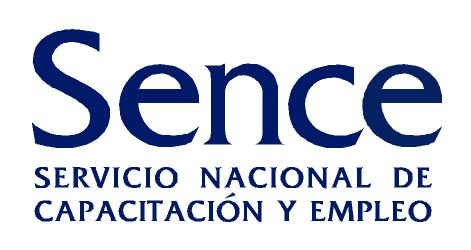 Sence
SERVICIO NACIONAL DE
CAPACITACIÓN Y EMPLEO